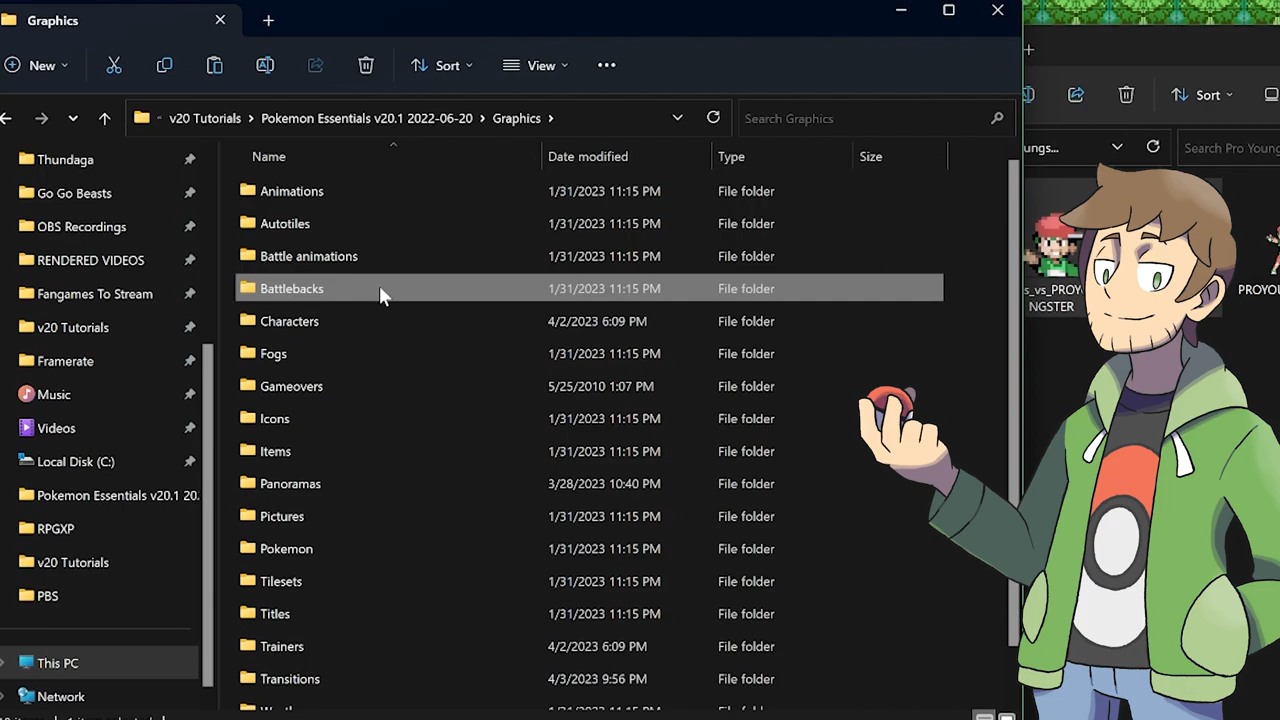 Graphics
New
Sort
View
Sort
v20 Tutorials > Pokemon Essentials v20.1 2022-06-20 > Graphics >
Search Graphics
ungs...
Search Pro Young
Thundaga
Go Go Beasts
OBS Recordings
RENDERED VIDEOS
Fangames To Stream
v20 Tutorials
Framerate
Music
Videos
Local Disk (C:)
Pokemon Essentials v20.1 20.
RPGXP
v20 Tutorials
PBS
This PC
Network
Name Date modified Type Size
Animations 1/31/2023 11:15 PM File folder
Autotiles 1/31/2023 11:15 PM File folder
Battle animations 1/31/2023 11:15 PM File folder
Battlebacks 1/31/2023 11:15 PM File folder
Characters 4/2/2023 6:09 PM File folder
Fogs 1/31/2023 11:15 PM File folder
Gameovers 5/25/2010 1:07 PM File folder
Icons 1/31/2023 11:15 PM File folder
Items 1/31/2023 11:15 PM File folder
Panoramas 3/28/2023 10:40 PM File folder
Pictures 1/31/2023 11:15 PM File folder
Pokemon 1/31/2023 11:15 PM File folder
Tilesets 1/31/2023 11:15 PM File folder
Titles 1/31/2023 11:15 PM File folder
Trainers 4/2/2023 6:09 PM File folder
Transitions 4/3/2023 9:56 PM File folder
s_vs_PROYOU
NGSTER
PROYOU